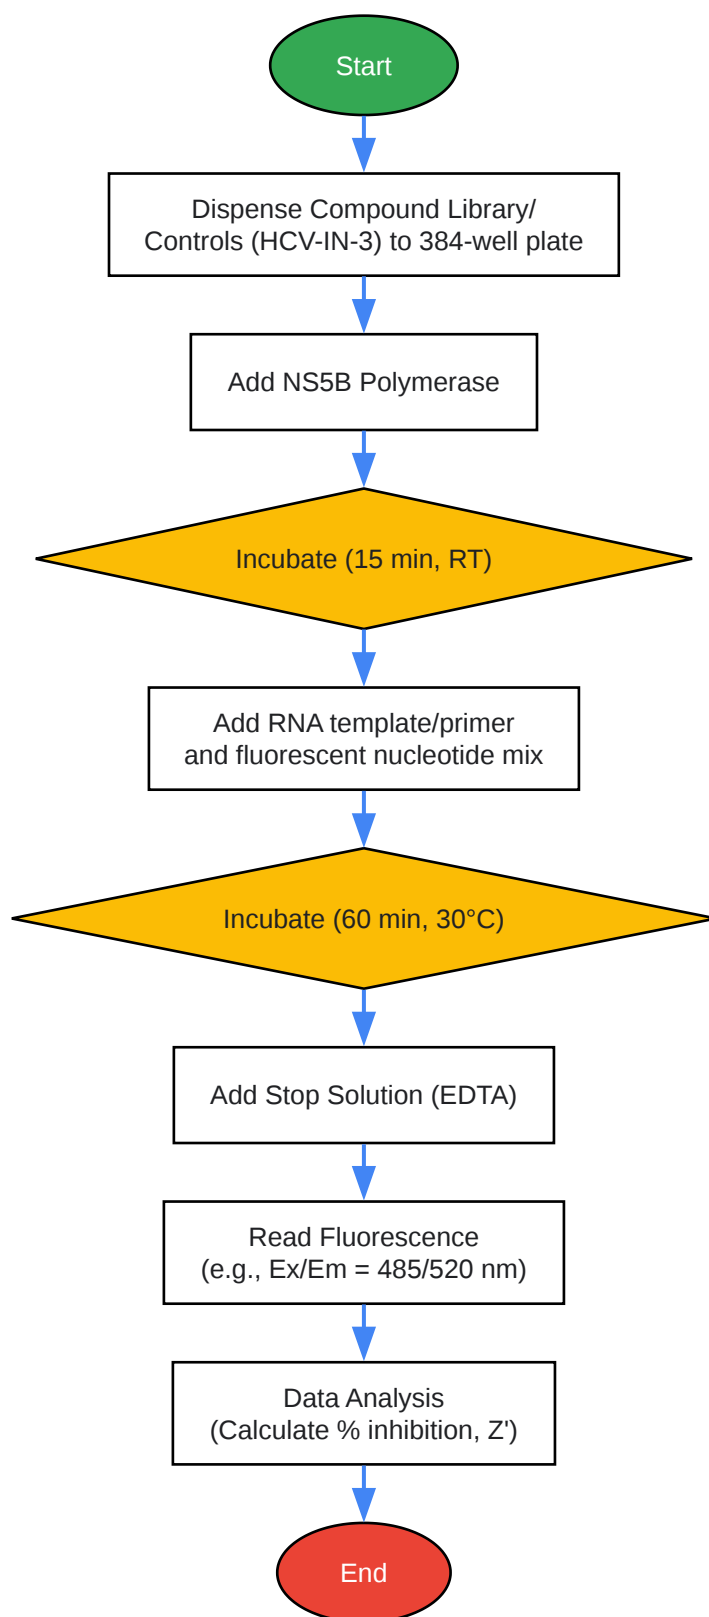 Start
Dispense Compound Library/
Controls (HCV-IN-3) to 384-well plate
Add NS5B Polymerase
Incubate (15 min, RT)
Add RNA template/primer
and fluorescent nucleotide mix
Incubate (60 min, 30°C)
Add Stop Solution (EDTA)
Read Fluorescence
(e.g., Ex/Em = 485/520 nm)
Data Analysis
(Calculate % inhibition, Z')
End